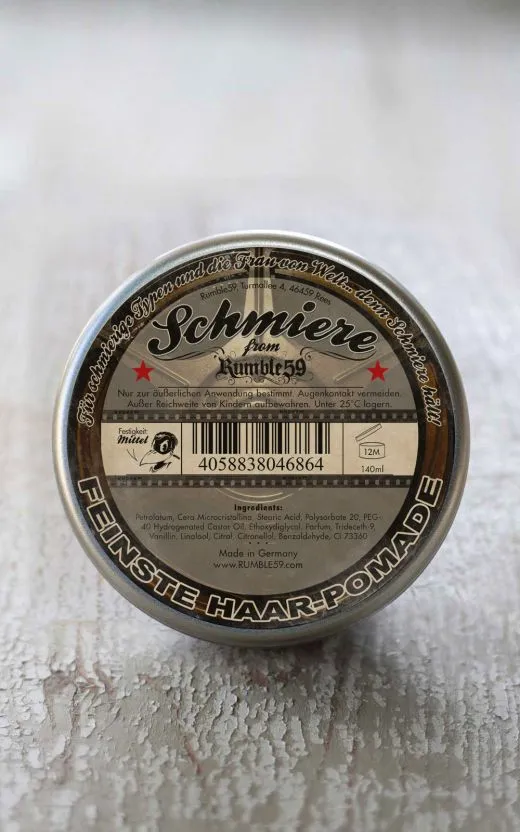 Für schmierige Typen und die Frau von Welt... denn Schmiere hält!
Rumble59, Turmallee 4, 46459 Rees
Schmiere
from
Rumble59
Nur zur äußerlichen Anwendung bestimmt. Augenkontakt vermeiden.
Außer Reichweite von Kindern aufbewahren. Unter 25°C lagern.
Festigkeit:
Mittel
4058838046864
12M
140ml
Ingredients:
Petrolatum, Cera Microcristallina, Stearic Acid, Polysorbate 20, PEG-
40 Hydrogenated Castor Oil, Ethoxydiglycol, Parfum, Trideceth-9,
Vanillin, Linalool, Citral, Citronellol, Benzaldehyde, CI 73360
Made in Germany
www.RUMBLE59.com
FEINSTE HAAR-POMADE